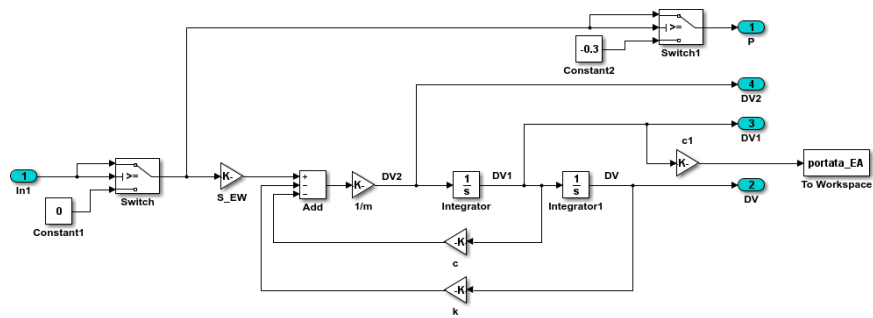 1
P
>=
-0.3
Switch1
Constant2
4
DV2
3
DV1
c1
K-
portata_EA
To Workspace
1
In1
>=
Switch
0
Constant1
K-
S_EW
+
−
−
Add
K-
1/m
DV2
1
s
Integrator
DV1
1
s
Integrator1
DV
2
DV
-K
c
-K
k